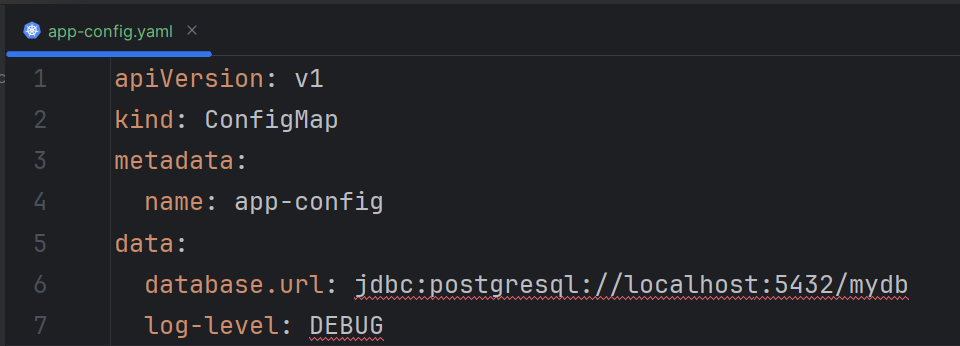 app-config.yaml
1 apiVersion: v1
2 kind: ConfigMap
3 metadata:
4 name: app-config
5 data:
6 database.url: jdbc:postgresql://localhost:5432/mydb
7 log-level: DEBUG